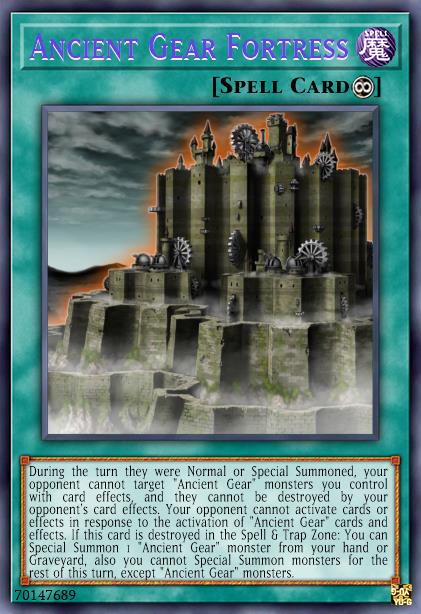 ANCIENT GEAR FORTRESS
SPELL
魔
[SPELL CARD]
During the turn they were Normal or Special Summoned, your
opponent cannot target "Ancient Gear" monsters you control
with card effects, and they cannot be destroyed by your
opponent's card effects. Your opponent cannot activate cards or
effects in response to the activation of "Ancient Gear" cards and
effects. If this card is destroyed in the Spell & Trap Zone: You can
Special Summon 1 "Ancient Gear" monster from your hand or
Graveyard, also you cannot Special Summon monsters for the
rest of this turn, except "Ancient Gear" monsters.
70147689